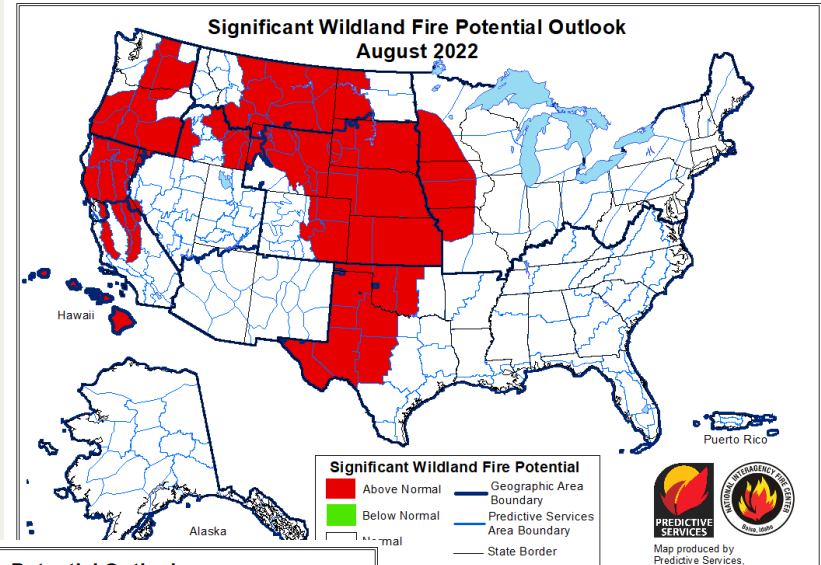 Significant Wildland Fire Potential Outlook
August 2022
Hawaii
Puerto Rico
Alaska
Significant Wildland Fire Potential
Above Normal
Below Normal
Normal
Geographic Area
Boundary
Predictive Services
Area Boundary
State Border
PREDICTIVE
SERVICES
NATIONAL INTERAGENCY FIRE CENTER
Boise, Idaho
Map produced by
Predictive Services,